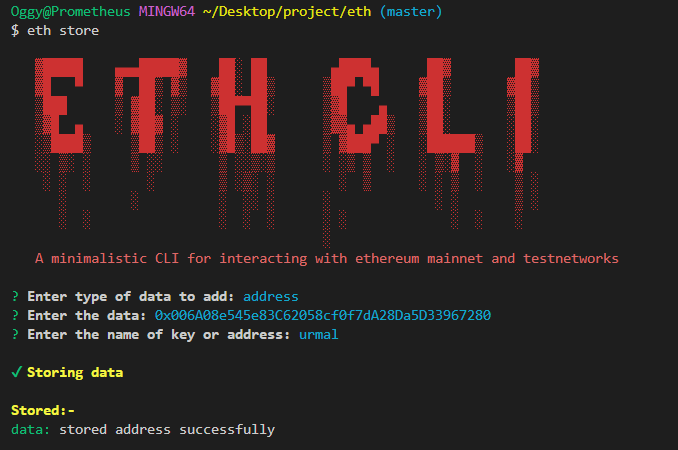 Oggy@Prometheus MINGW64 ~/Desktop/project/eth (master)
$ eth store
ETHCLI
A minimalistic CLI for interacting with ethereum mainnet and testnetworks
? Enter type of data to add: address
? Enter the data: 0x006A08e545e83C62058cf0f7dA28Da5D33967280
? Enter the name of key or address: urmal
✓ Storing data
Stored:-
data: stored address successfully